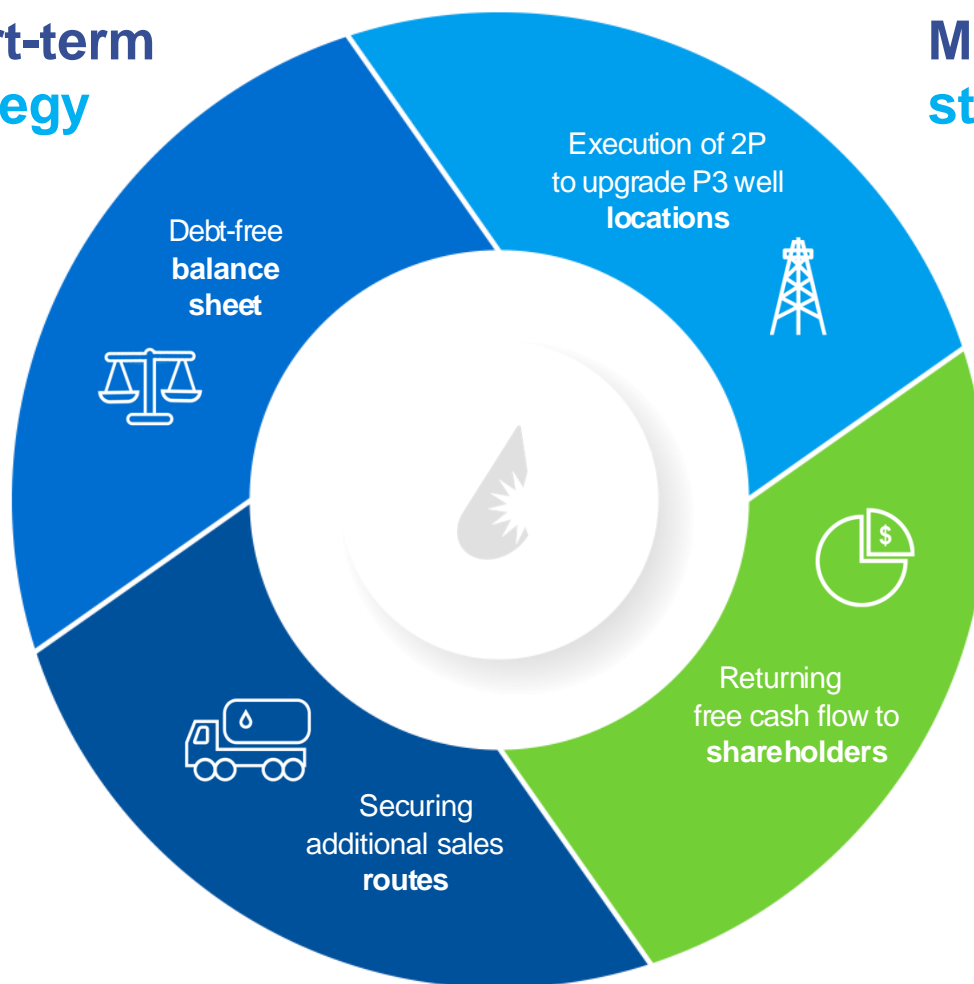 rt-term
egy
M
st
Execution of 2P
to upgrade P3 well
locations
Debt-free
balance
sheet
$
Returning
free cash flow to
shareholders
Securing
additional sales
routes